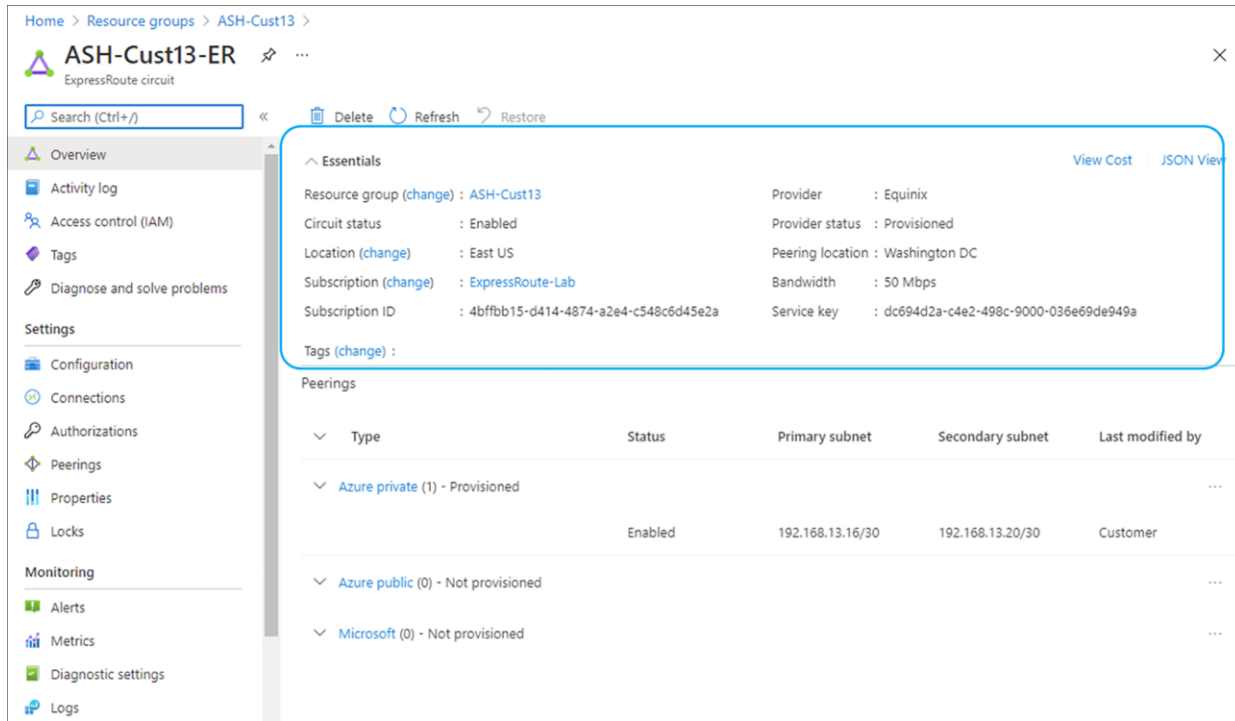 Home > Resource groups > ASH-Cust13 >
ASH-Cust13-ER
ExpressRoute circuit
Search (Ctrl+/)
Overview
Activity log
Access control (IAM)
Tags
Diagnose and solve problems
Settings
Configuration
Connections
Authorizations
Peerings
Properties
Locks
Monitoring
Alerts
Metrics
Diagnostic settings
Logs
Delete Refresh Restore
Essentials View Cost JSON View
Resource group (change) : ASH-Cust13 Provider : Equinix
Circuit status : Enabled Provider status : Provisioned
Location (change) : East US Peering location : Washington DC
Subscription (change) : ExpressRoute-Lab Bandwidth : 50 Mbps
Subscription ID : 4bffbb15-d414-4874-a2e4-c548c6d45e2a Service key : dc694d2a-c4e2-498c-9000-036e69de949a
Tags (change) :
Peerings
Type Status Primary subnet Secondary subnet Last modified by
Azure private (1) - Provisioned
Enabled 192.168.13.16/30 192.168.13.20/30 Customer
Azure public (0) - Not provisioned
Microsoft (0) - Not provisioned